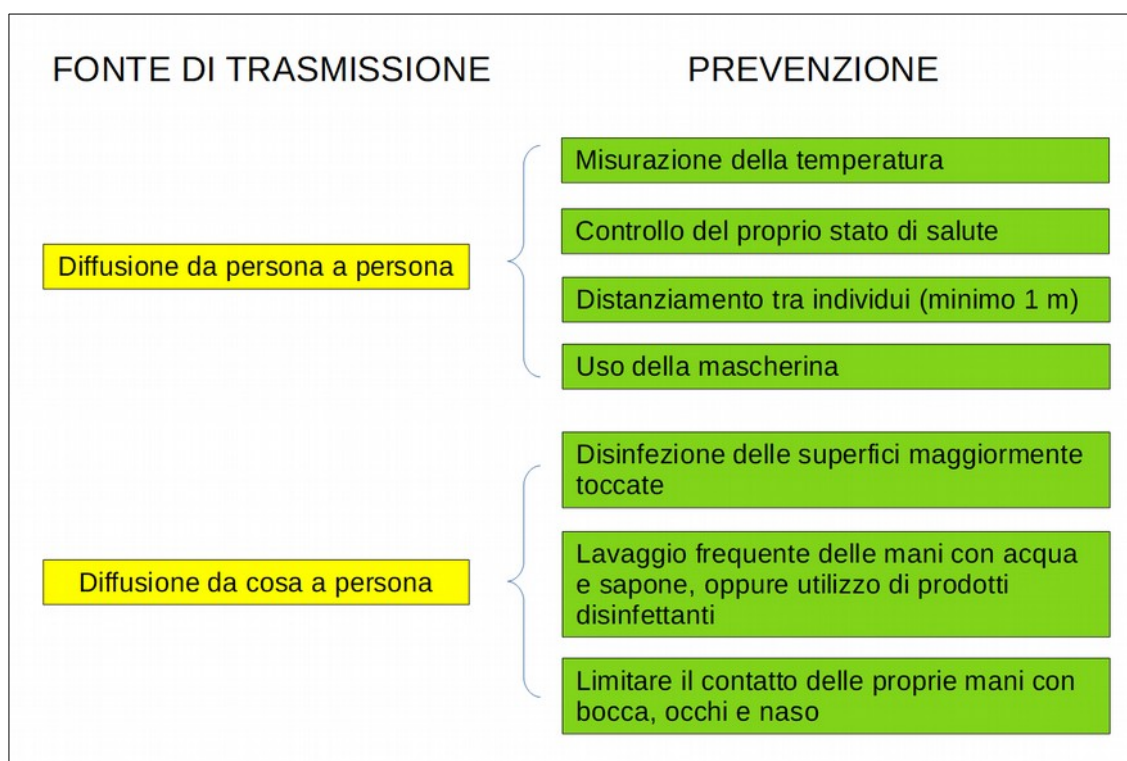 FONTE DI TRASMISSIONE
PREVENZIONE
Diffusione da persona a persona
Misurazione della temperatura
Controllo del proprio stato di salute
Distanziamento tra individui (minimo 1 m)
Uso della mascherina
Diffusione da cosa a persona
Disinfezione delle superfici maggiormente
toccate
Lavaggio frequente delle mani con acqua
e sapone, oppure utilizzo di prodotti
disinfettanti
Limitare il contatto delle proprie mani con
bocca, occhi e naso